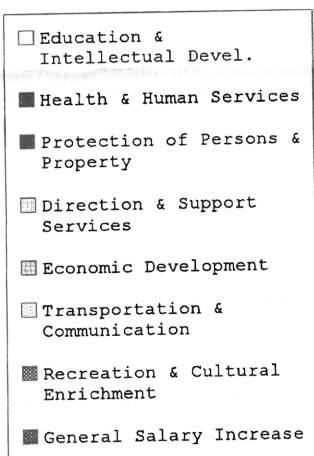 Education &
Intellectual Devel.
Health & Human Services
Protection of Persons &
Property
Direction & Support
Services
Economic Development
Transportation &
Communication
Recreation & Cultural
Enrichment
General Salary Increase